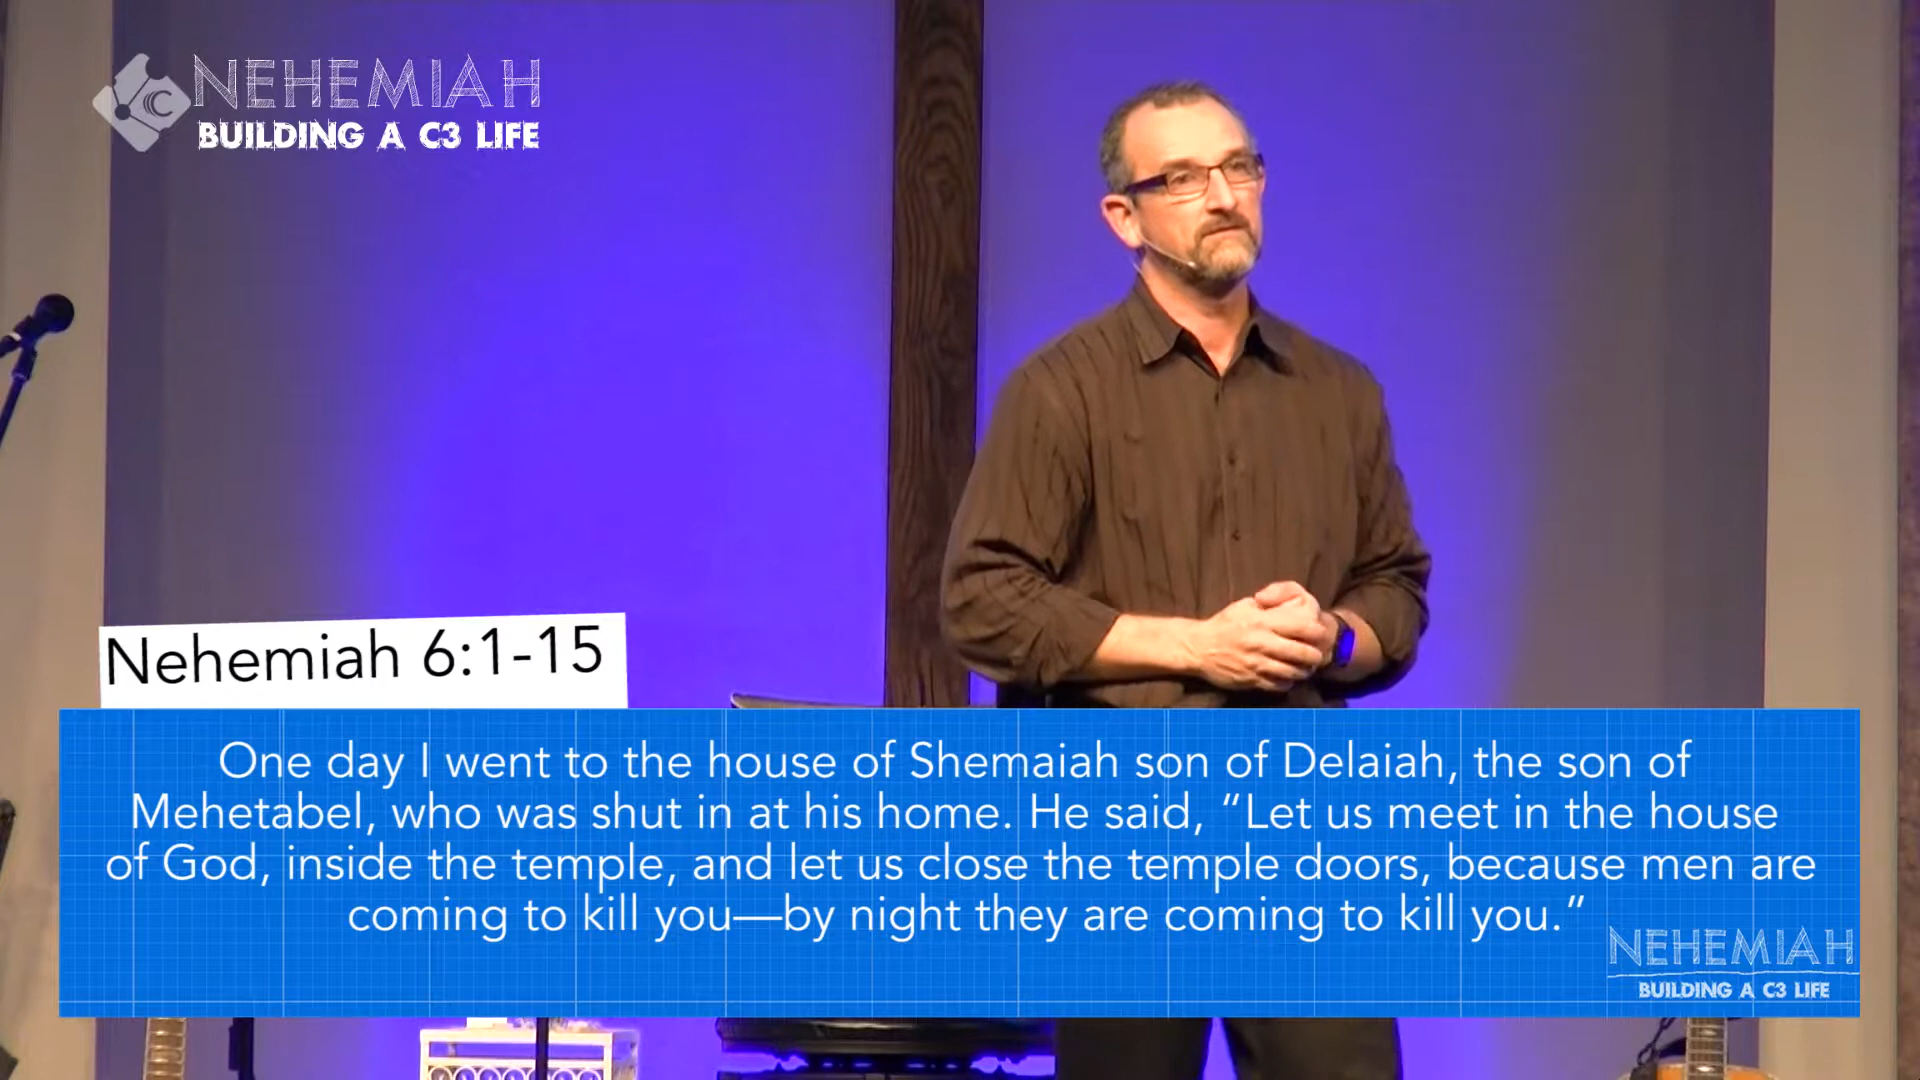 NEHEMIAH
BUILDING A C3 LIFE
Nehemiah 6:1-15
One day I went to the house of Shemaiah son of Delaiah, the son of
Mehetabel, who was shut in at his home. He said, “Let us meet in the house
of God, inside the temple, and let us close the temple doors, because men are
coming to kill you—by night they are coming to kill you.”
NEHEMIAH
BUILDING A C3 LIFE